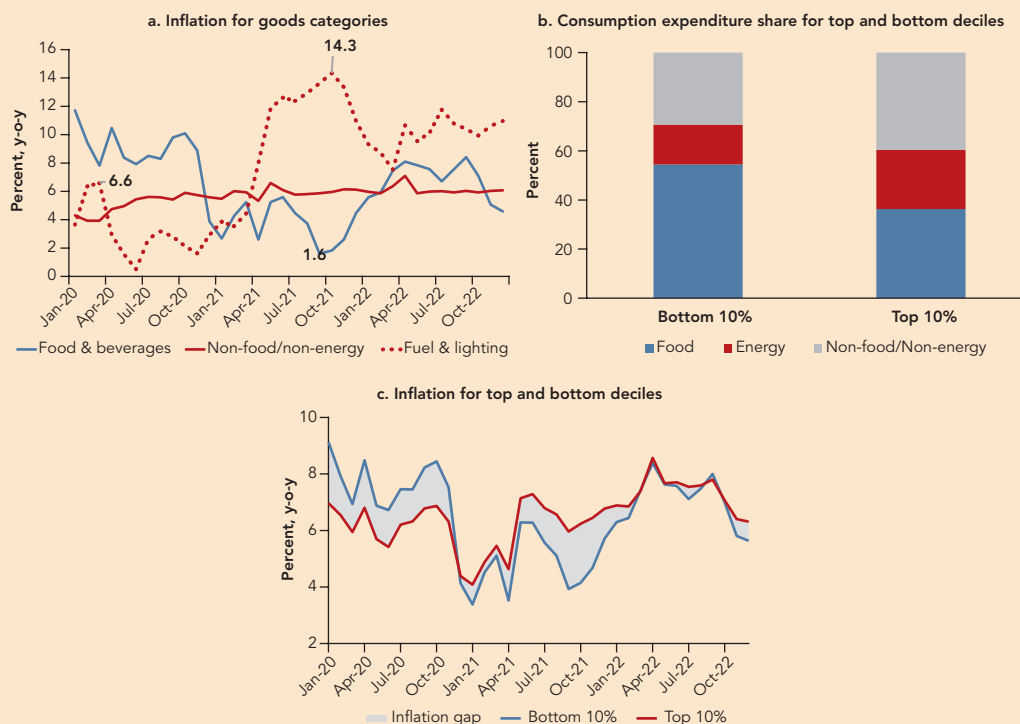 a. Inflation for goods categories
Percent, y-o-y
16
14
12
10
8
6
4
2
0
14.3
6.6
1.6
Jan-20
Apr-20
Jul-20
Oct-20
Jan-21
Apr-21
Jul-21
Oct-21
Jan-22
Apr-22
Jul-22
Oct-22
Food & beverages Non-food/non-energy Fuel & lighting
b. Consumption expenditure share for top and bottom deciles
Percent
100
80
60
40
20
0
Bottom 10% Top 10%
Food Energy Non-food/Non-energy
c. Inflation for top and bottom deciles
Percent, y-o-y
10
8
6
4
2
Jan-20
Apr-20
Jul-20
Oct-20
Jan-21
Apr-21
Jul-21
Oct-21
Jan-22
Apr-22
Jul-22
Oct-22
Inflation gap Bottom 10% Top 10%